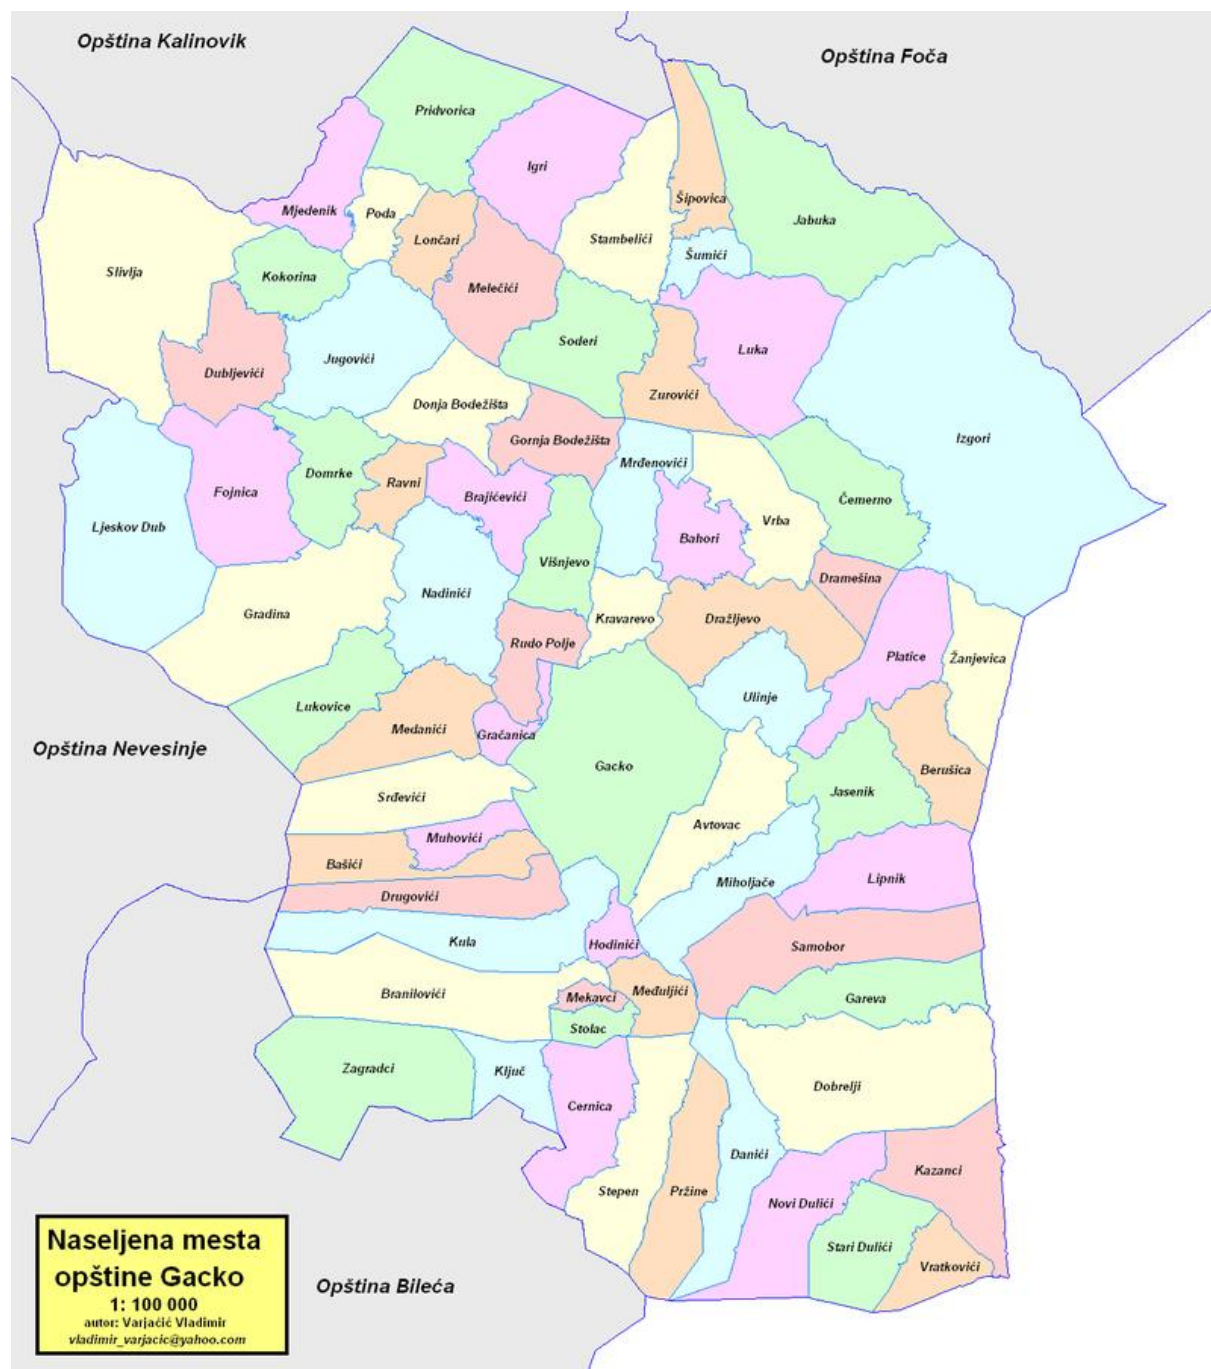 Opština Kalinovik
Opština Foča
Pridvorica
Igri
Šipovica
Mjedenik
Poda
Jabuka
Lončari
Stambelići
Šumići
Slivlja
Kokorina
Melečići
Soderi
Luka
Jugovići
Dubljevići
Zurovići
Donja Bodežišta
Gornja Bodežišta
Izgori
Mrđenovići
Domrke
Ravni
Fojnica
Brajićevići
Čemerno
Ljeskov Dub
Vrba
Bahori
Višnjevo
Dramešina
Nadinići
Gradina
Kravarevo
Dražljevo
Rudo Polje
Platice
Žanjevica
Ulinje
Lukovice
Medanići
Gračanica
Opština Nevesinje
Gacko
Berušica
Jasenik
Srđevići
Avtovac
Muhovići
Bašići
Miholjače
Lipnik
Drugovići
Kula
Hodinići
Samobor
Branilovići
Mekavci
Međuljići
Gareva
Stolac
Zagradci
Ključ
Dobrelji
Cernica
Danići
Kazanci
Stepen
Pržine
Novi Dulići
Stari Dulići
Vratkovići
Naseljena mesta
opštine Gacko
1: 100 000
autor: Varjačić Vladimir
vladimir_varjacic@yahoo.com
Opština Bileća